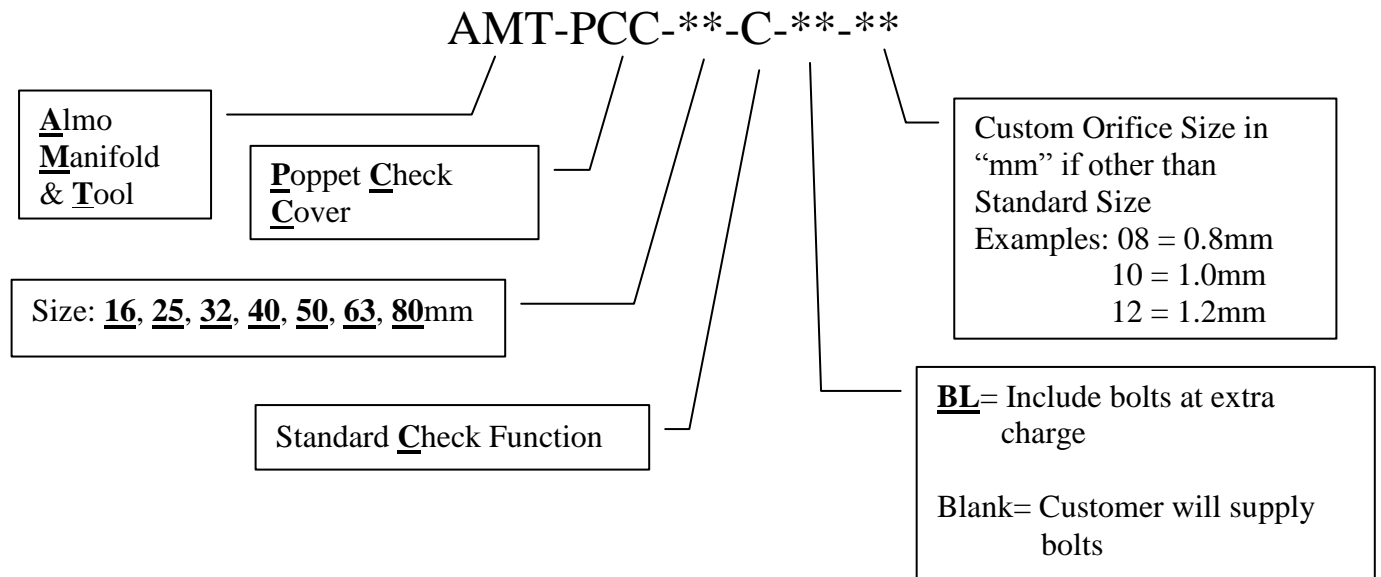 AMT-PCC-**-C-**-**
Almo
Manifold
& Tool
Poppet Check
Cover
Size: 16, 25, 32, 40, 50, 63, 80mm
Standard Check Function
Custom Orifice Size in
“mm” if other than
Standard Size
Examples: 08 = 0.8mm
10 = 1.0mm
12 = 1.2mm
BL= Include bolts at extra
charge
Blank= Customer will supply
bolts